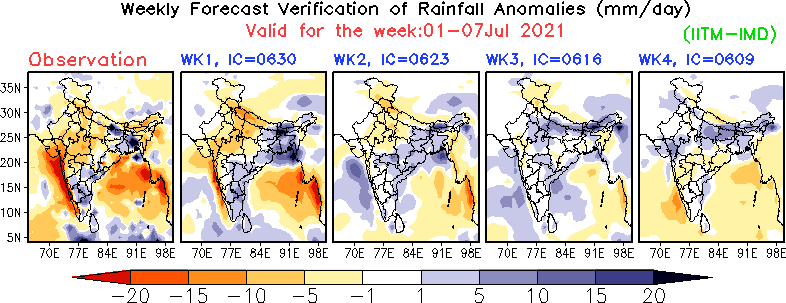 Weekly Forecast Verification of Rainfall Anomalies (mm/day)
Valid for the week:01-07Jul 2021
(IITM-IMD)
Observation WK1, IC=0630 WK2, IC=0623 WK3, IC=0616 WK4, IC=0609
35N
30N
25N
20N
15N
10N
5N
70E 77E 84E 91E 98E 70E 77E 84E 91E 98E 70E 77E 84E 91E 98E 70E 77E 84E 91E 98E 70E 77E 84E 91E 98E
-20 -15 -10 -5 -1 1 5 10 15 20